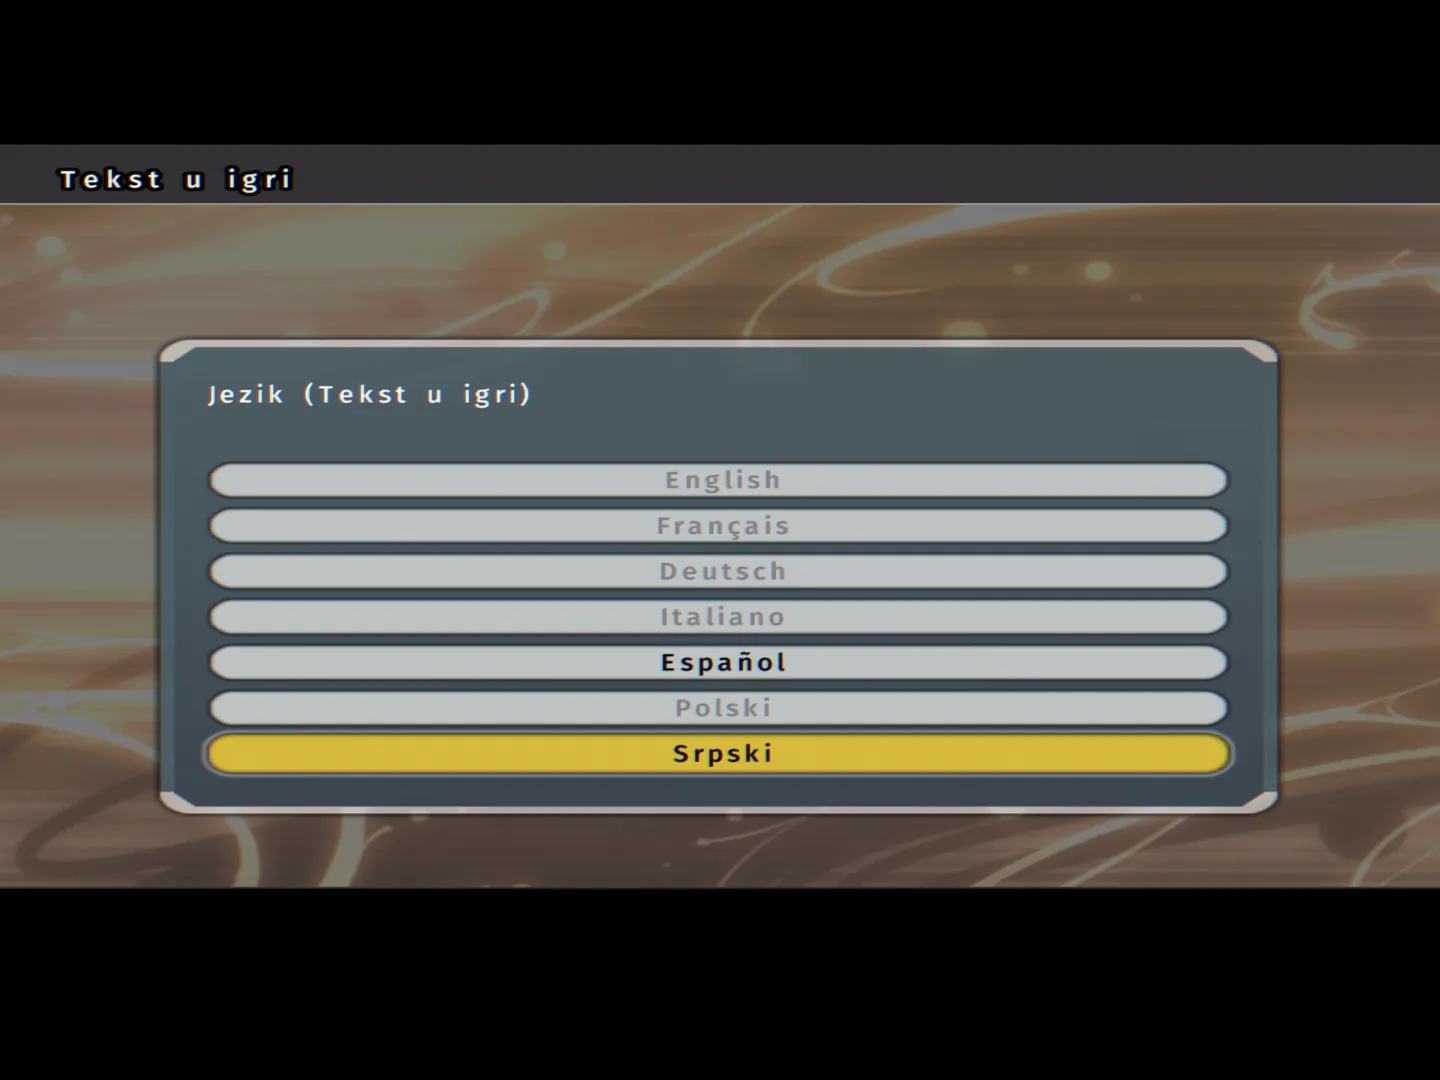 Tekst u igri
Jezik (Tekst u igri)
English
Français
Deutsch
Italiano
Español
Polski
Srpski